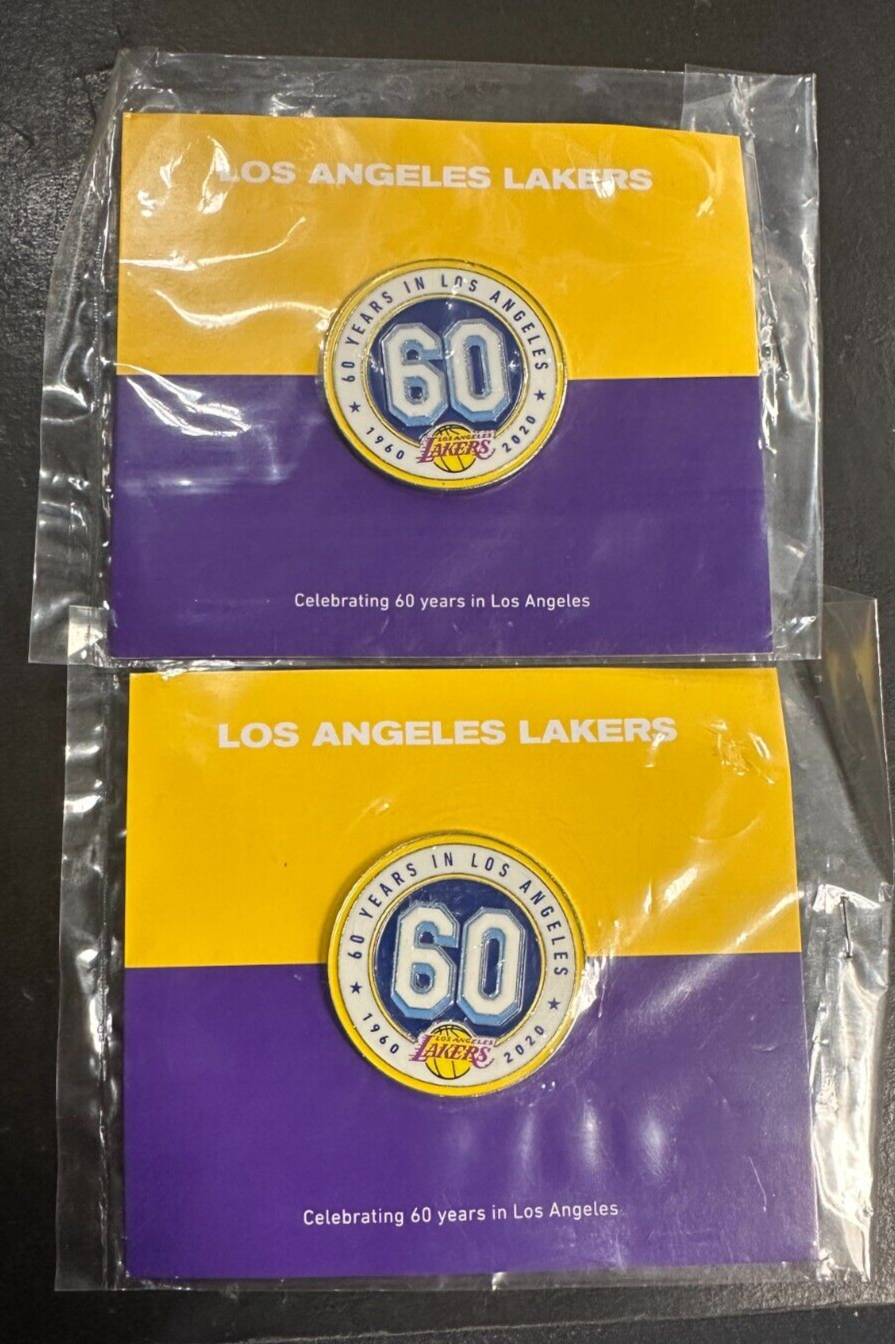 LOS ANGELES LAKERS
60 YEARS IN LOS ANGELES
60
LOS ANGELES
LAKERS
1960 2020
Celebrating 60 years in Los Angeles
LOS ANGELES LAKERS
60 YEARS IN LOS ANGELES
60
LOS ANGELES
LAKERS
1960 2020
Celebrating 60 years in Los Angeles